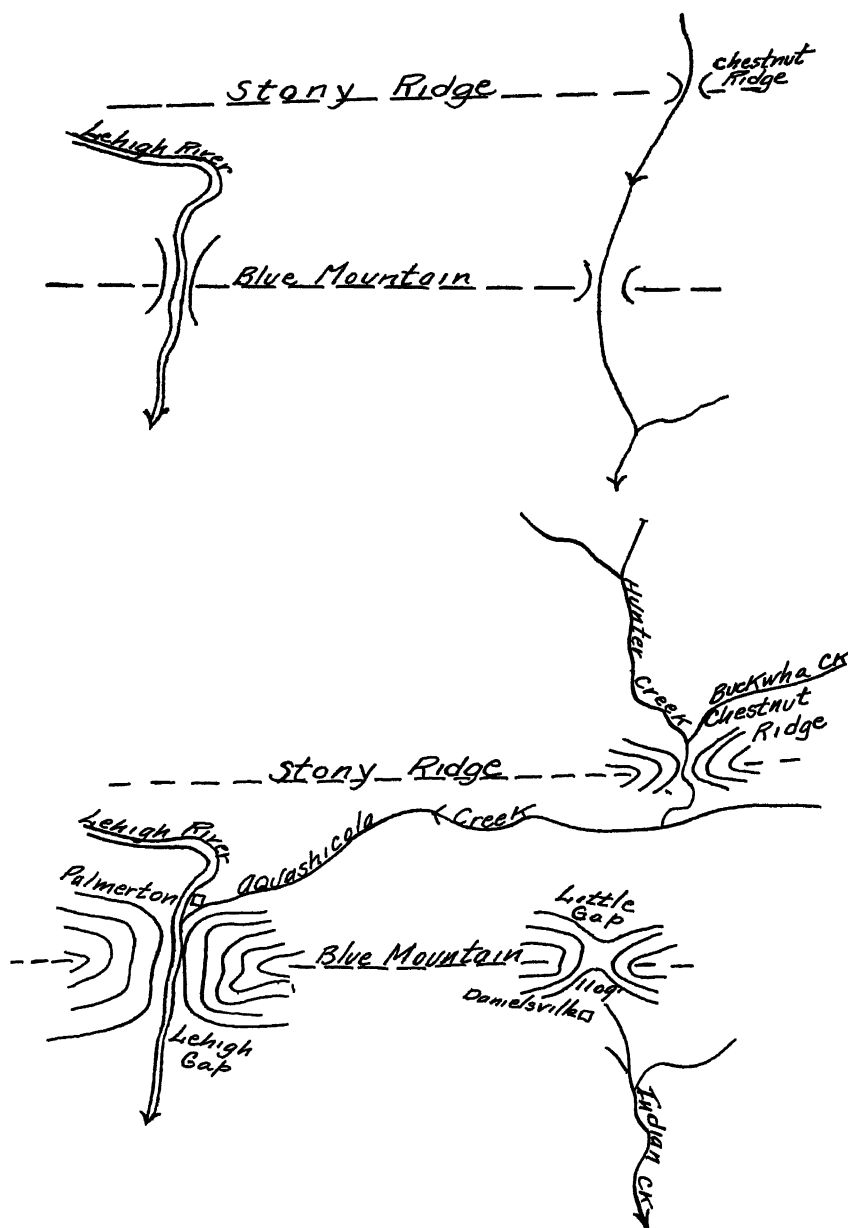 Stony Ridge
Chestnut
Ridge
Lehigh River
Blue Mountain
Hunter
Creek
Buckwha CK
Chestnut
Ridge
Stony Ridge
Lehigh River
Aquashicola Creek
Palmerton
Little
Gap
Blue Mountain
1109'
Danielsville
Lehigh
Gap
Indian CK